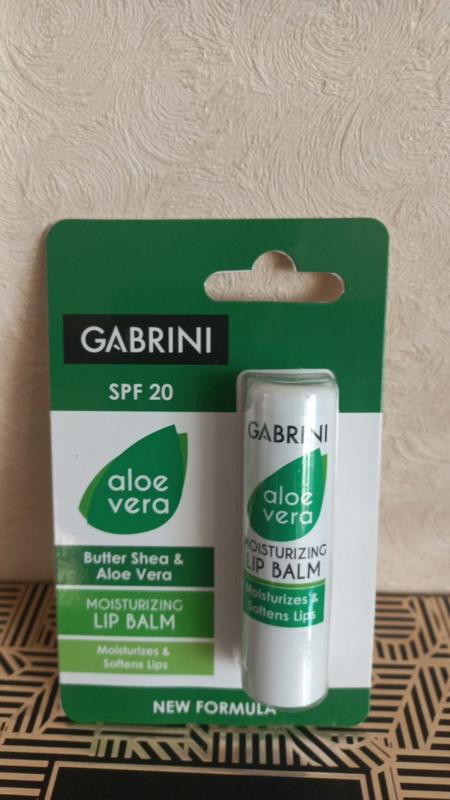 GABRINI
SPF 20
aloe
vera
Butter Shea &
Aloe Vera
MOISTURIZING
LIP BALM
Moisturizes &
Softens Lips
NEW FORMULA
GABRINI
aloe
vera
MOISTURIZING
LIP BALM
Moisturizes &
Softens Lips